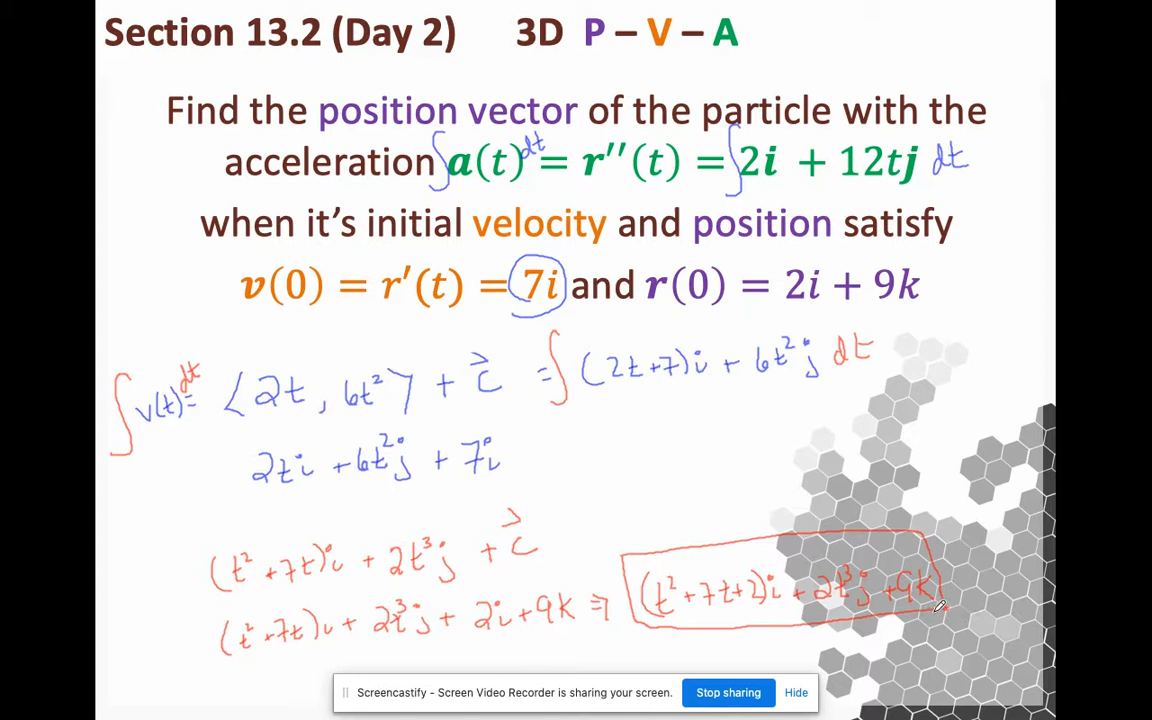 Section 13.2 (Day 2) 3D P – V – A
Find the position vector of the particle with the
acceleration ∫ a(t) dt = r′′(t) = ∫ 2i + 12tj dt
when it's initial velocity and position satisfy
v(0) = r′(t) = 7i and r(0) = 2i + 9k
∫ v(t) dt = ⟨2t, 6t²⟩ + c⃗ = ∫ (2t+7)i + 6t²j dt
2ti + 6t²j + 7i
(t² + 7t)i + 2t³j + c⃗
(t² + 7t)i + 2t³j + 2i + 9k ⇒ (t² + 7t + 2)i + 2t³j + 9k
Screencastify - Screen Video Recorder is sharing your screen. Stop sharing Hide